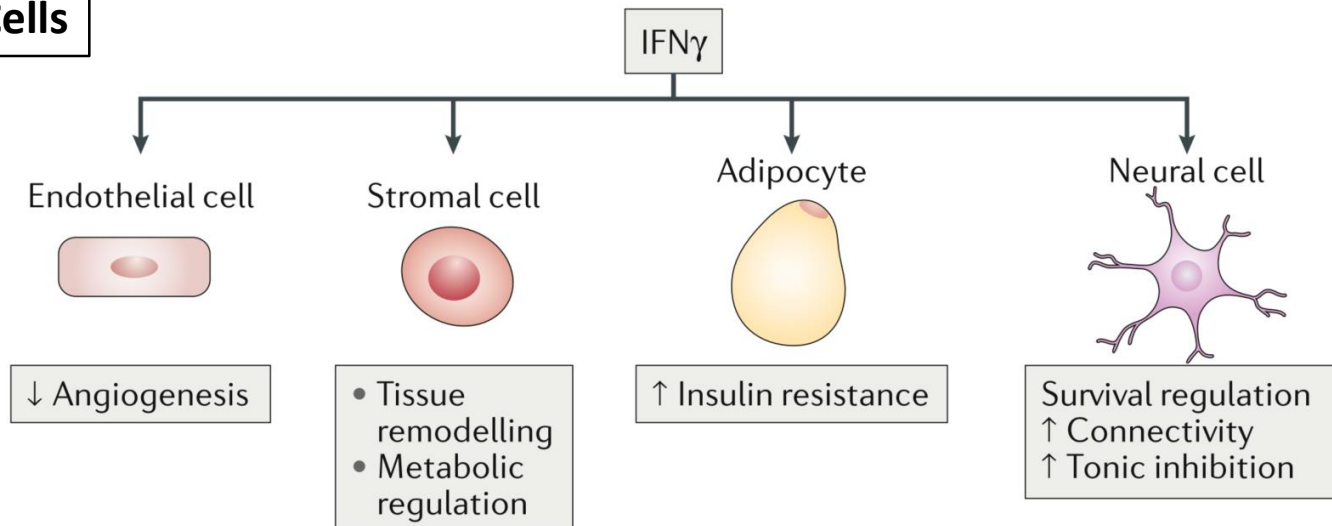 Cells
IFNγ
Endothelial cell
Stromal cell
Adipocyte
Neural cell
↓ Angiogenesis
• Tissue
remodelling
• Metabolic
regulation
↑ Insulin resistance
Survival regulation
↑ Connectivity
↑ Tonic inhibition